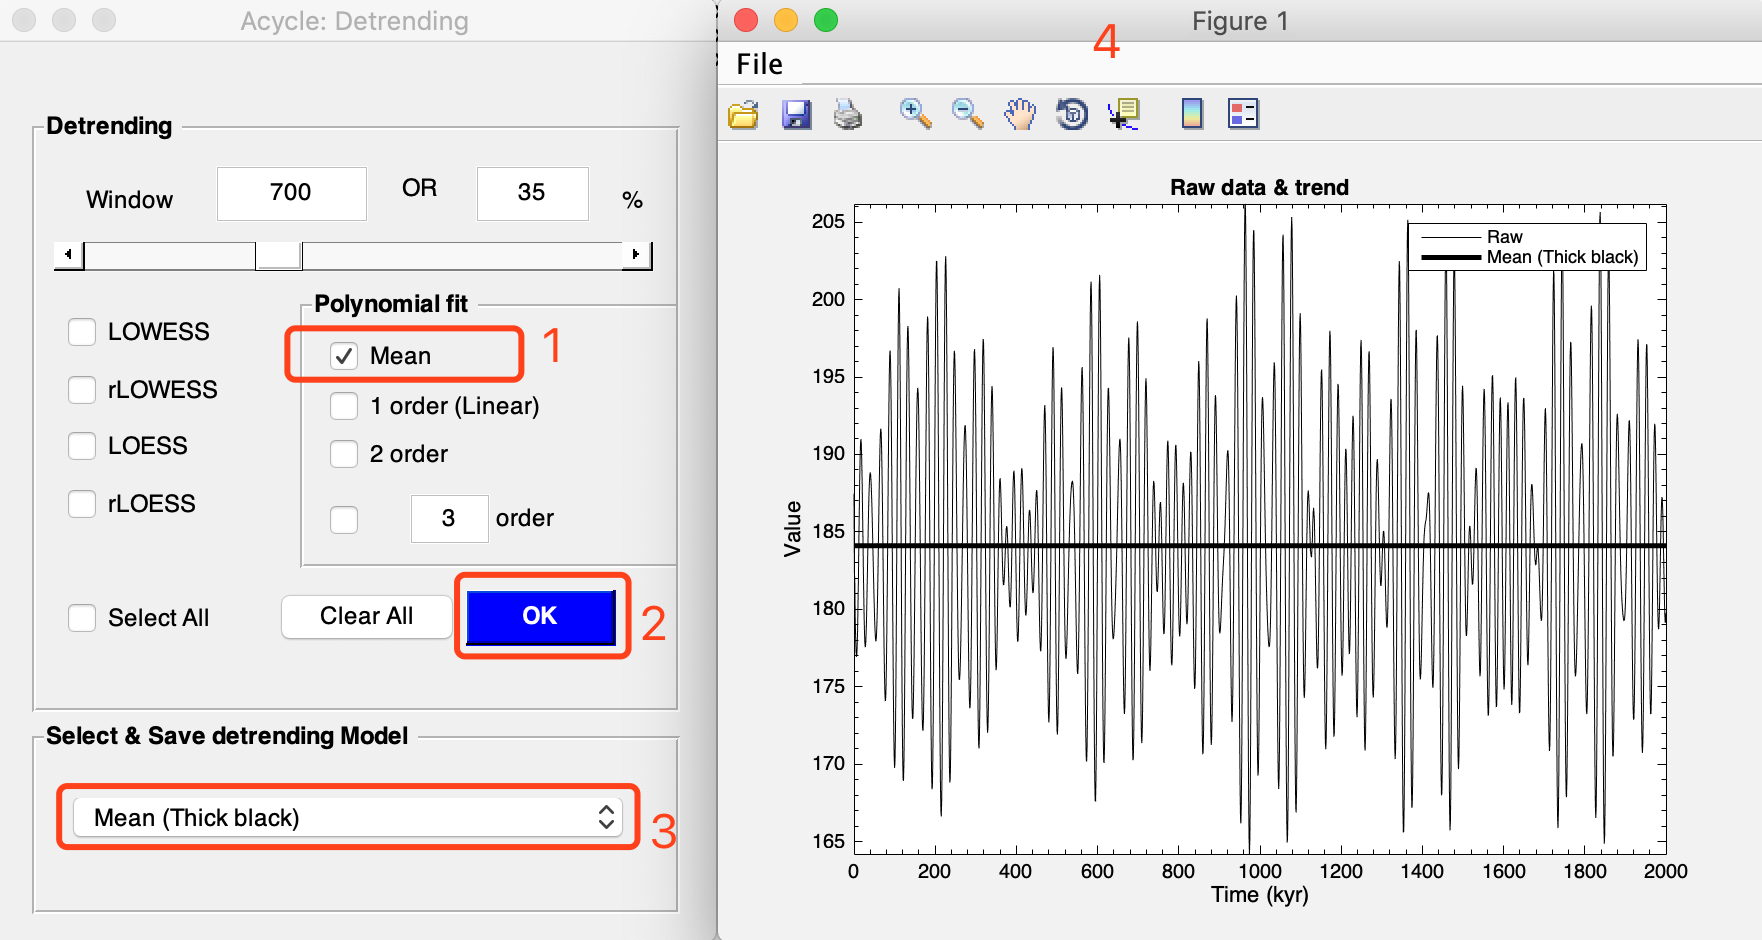 Acycle: Detrending
Detrending
Window 700 OR 35 %
LOWESS
rLOWESS
LOESS
rLOESS
Polynomial fit
Mean 1
1 order (Linear)
2 order
3 order
Select All Clear All OK 2
Select & Save detrending Model
Mean (Thick black) 3
Figure 1
4
File
Raw data & trend
Raw
Mean (Thick black)
Value
205
200
195
190
185
180
175
170
165
0 200 400 600 800 1000 1200 1400 1600 1800 2000
Time (kyr)